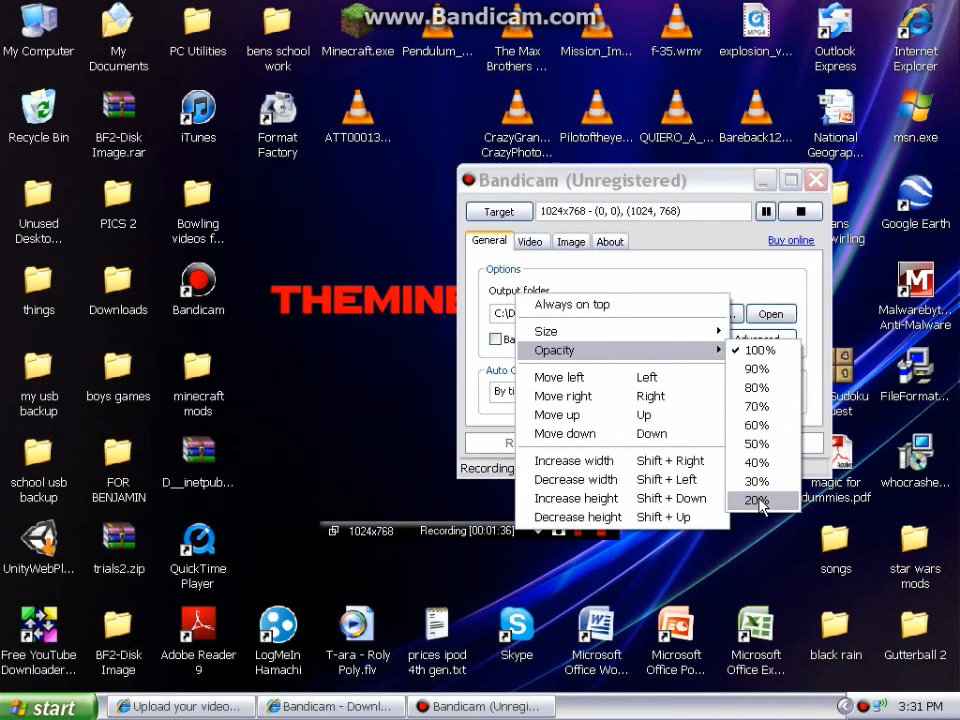 www.Bandicam.com
My Computer
My
Documents
PC Utilities
bens school
work
Minecraft.exe
Pendulum_...
The Max
Brothers ...
Mission_Im...
f-35.wmv
explosion_v...
Outlook
Express
Internet
Explorer
Recycle Bin
BF2-Disk
Image.rar
iTunes
Format
Factory
ATT00013...
CrazyGran...
CrazyPhoto...
Pilotoftheye...
QUIERO_A_...
Bareback12...
National
Geograp...
msn.exe
Unused
Deskto...
PICS 2
Bowling
videos f...
Google Earth
things
Bandicam
Malwarebyt...
Anti-Malware
my usb
backup
boys games
minecraft
mods
FileFormat...
school usb
backup
FOR
BENJAMIN
D__inetpub...
magic for
dummies.pdf
whocrashe...
UnityWebPl...
trials2.zip
QuickTime
Player
songs
star wars
mods
Free YouTube
Downloader...
BF2-Disk
Image
Adobe Reader
9
LogMeIn
Hamachi
T-ara - Roly
Poly.flv
prices ipod
4th gen.txt
Skype
Microsoft
Office Wo...
Microsoft
Office Po...
Microsoft
Office Ex...
black rain
Gutterball 2
THEMINE
Bandicam (Unregistered)
Target
1024x768 - (0, 0), (1024, 768)
General
Video
Image
About
Buy online
Options
Output folder
C:\D
Open
Always on top
Size
Opacity
Move left Left
Move right Right
Move up Up
Move down Down
Increase width Shift + Right
Decrease width Shift + Left
Increase height Shift + Down
Decrease height Shift + Up
100%
90%
80%
70%
60%
50%
40%
30%
20%
By ti
Recording
1024x768
Recording [00:01:36]
start
Upload your video...
Bandicam - Downl...
Bandicam (Unregi...
3:31 PM